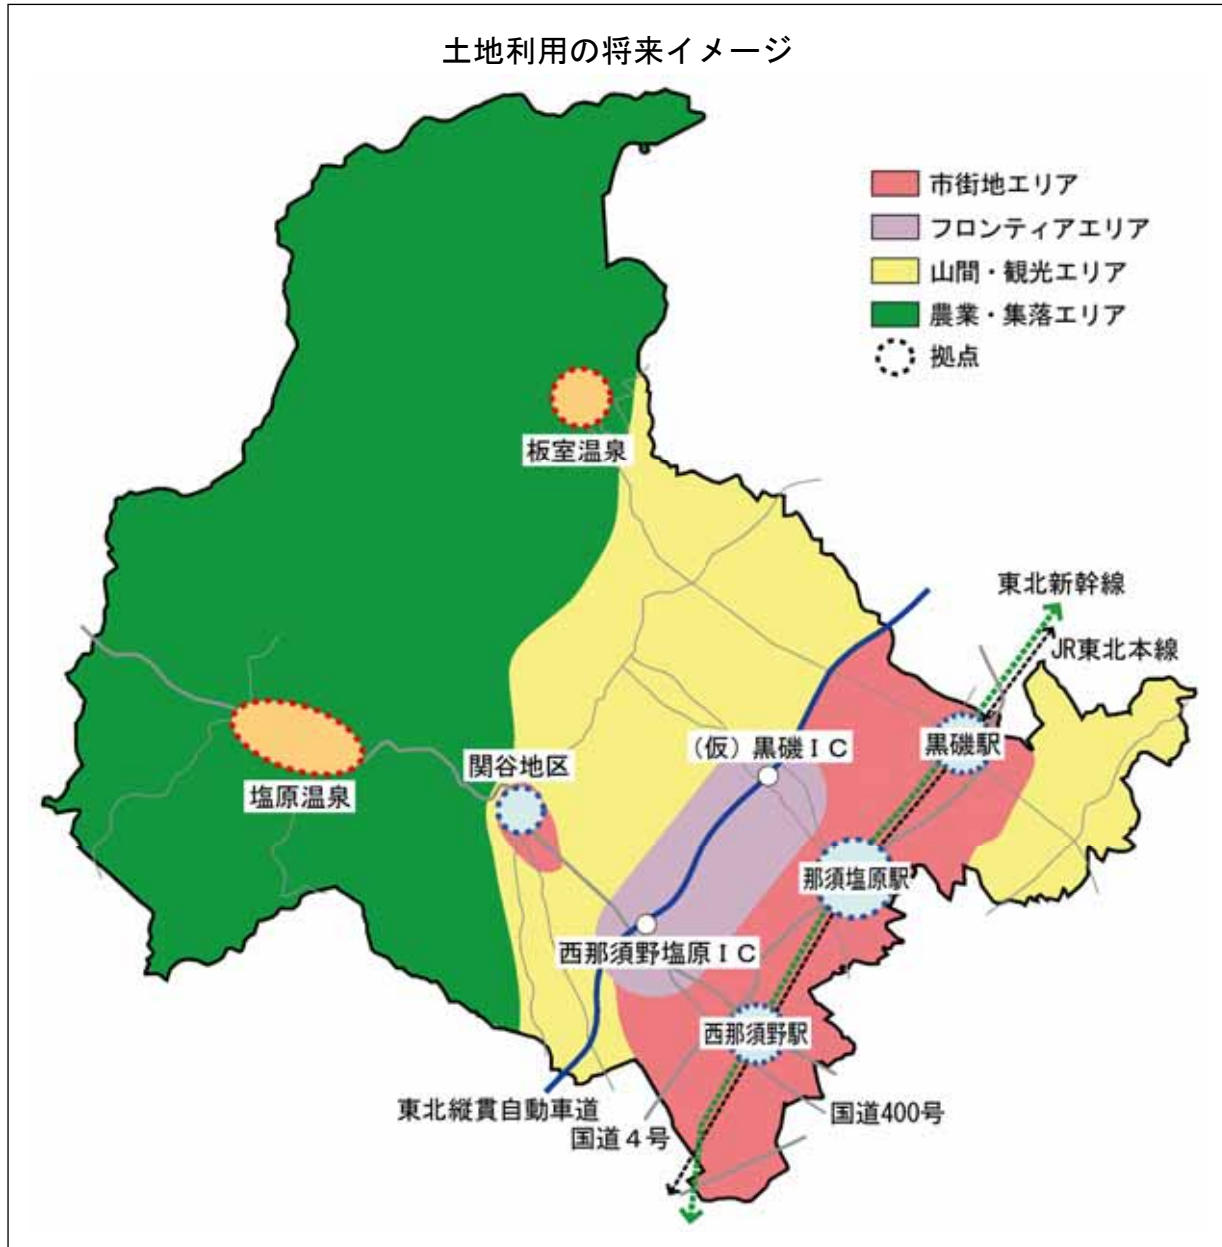 土地利用の将来イメージ
市街地エリア
フロンティアエリア
山間・観光エリア
農業・集落エリア
拠点
板室温泉
東北新幹線
JR東北本線
黒磯駅
(仮)黒磯IC
関谷地区
塩原温泉
那須塩原駅
西那須野塩原IC
西那須野駅
東北縦貫自動車道
国道4号
国道400号